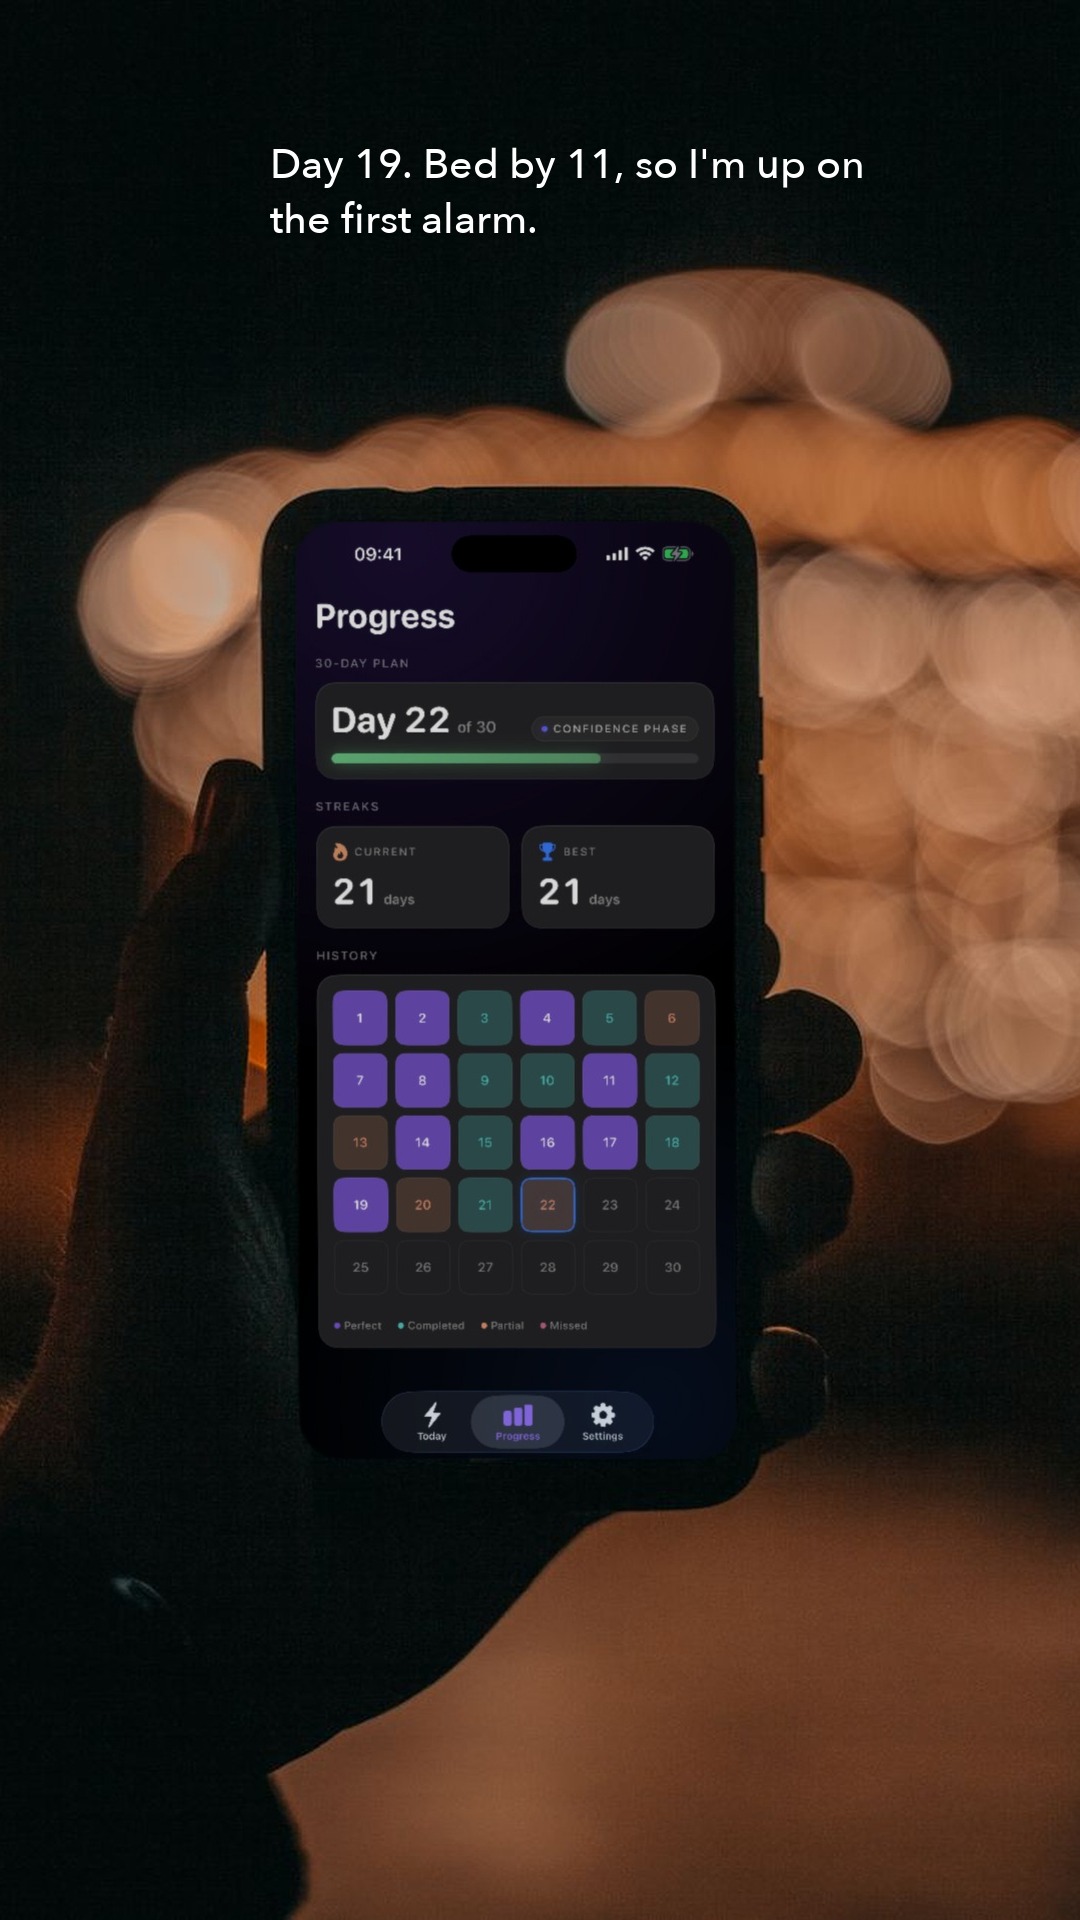 Day 19. Bed by 11, so I'm up on
the first alarm.
09:41
Progress
30-DAY PLAN
Day 22 of 30
CONFIDENCE PHASE
STREAKS
CURRENT
BEST
21 days
21 days
HISTORY
1 2 3 4 5 6
7 8 9 10 11 12
13 14 15 16 17 18
19 20 21 22 23 24
25 26 27 28 29 30
Perfect Completed Partial Missed
Today Progress Settings